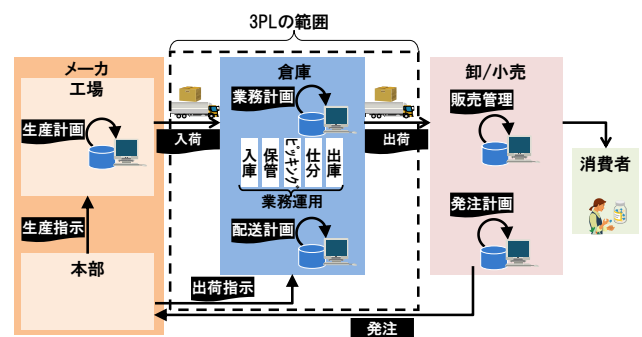 3PLの範囲
メーカ
工場
生産計画
生産指示
本部
入荷
倉庫
業務計画
入庫
保管
ピッキング
仕分
出庫
業務運用
配送計画
出荷指示
出荷
卸/小売
販売管理
発注計画
発注
消費者